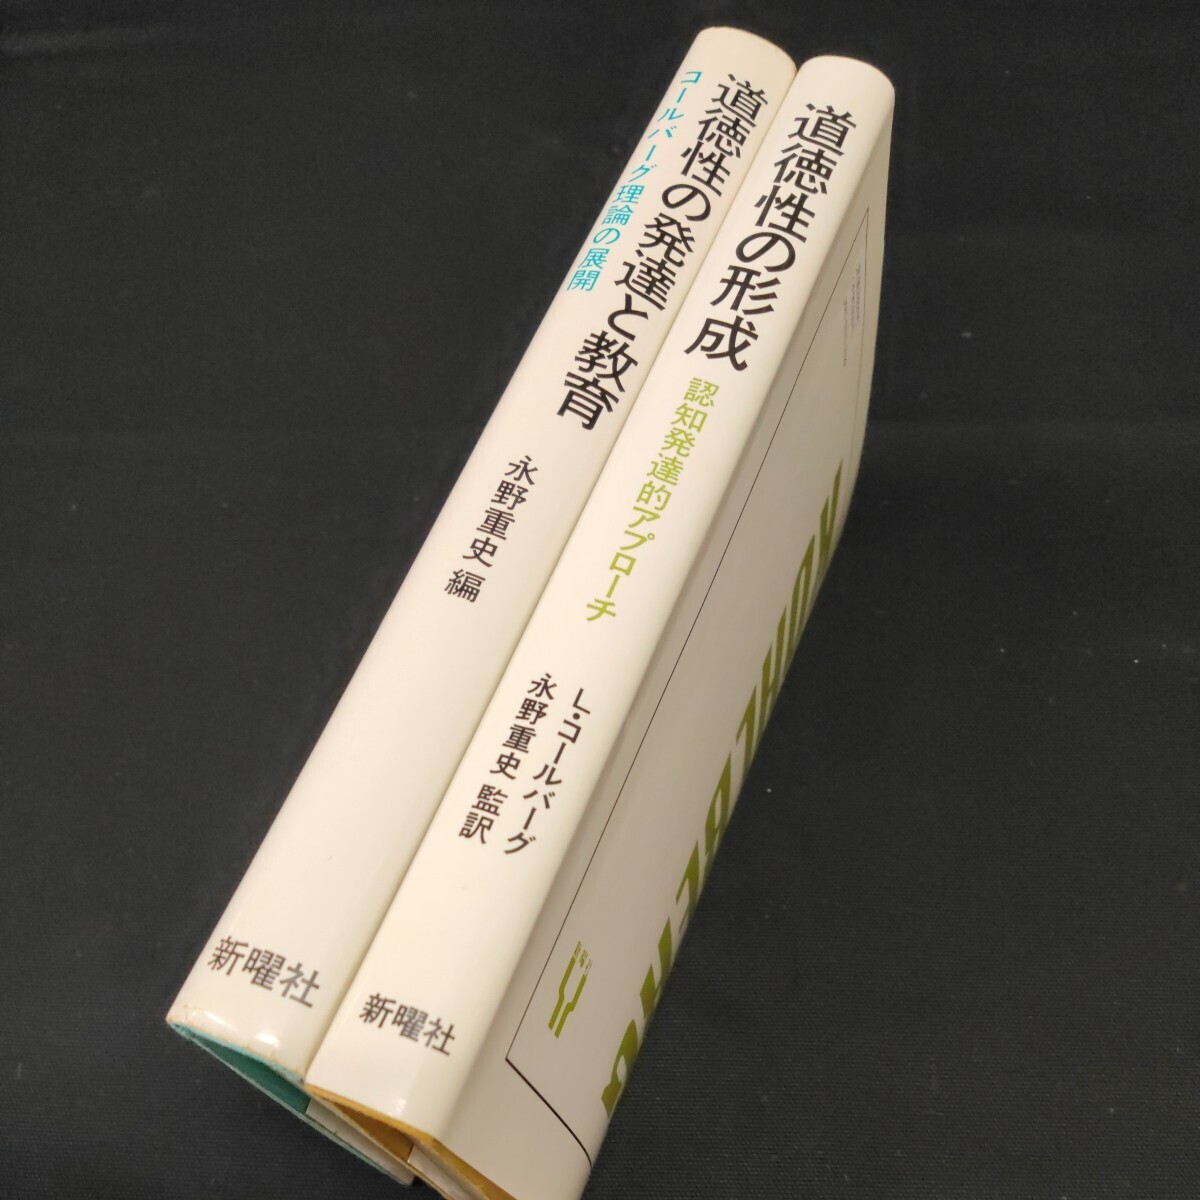 道徳性の発達と教育
コールバーグ理論の展開
永野重史 編
新曜社
道徳性の形成
認知発達的アプローチ
L・コールバーグ
永野重史 監訳
新曜社